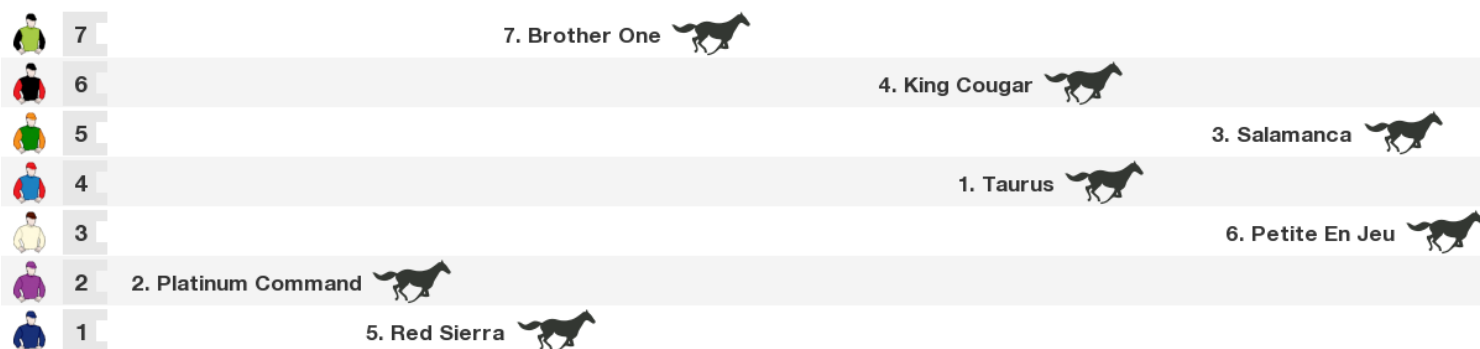 7 7. Brother One
6 4. King Cougar
5 3. Salamanca
4 1. Taurus
3 6. Petite En Jeu
2 2. Platinum Command
1 5. Red Sierra